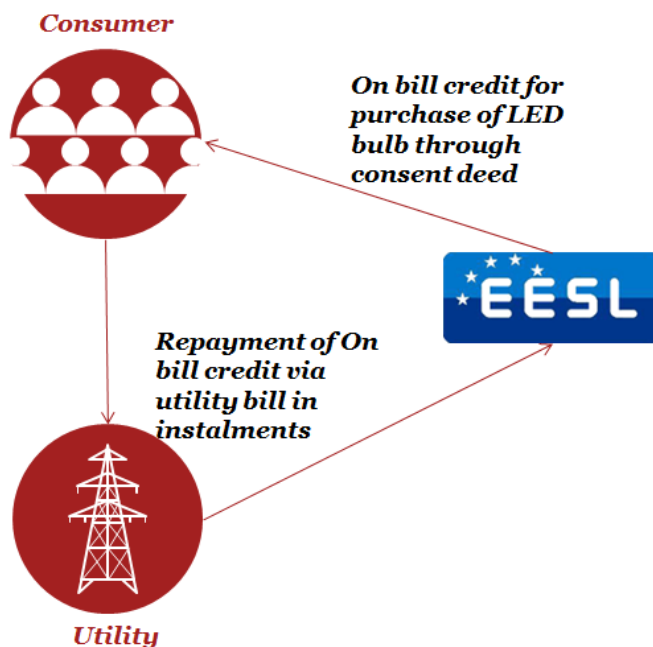 Consumer
On bill credit for
purchase of LED
bulb through
consent deed
EESL
Repayment of On
bill credit via
utility bill in
instalments
Utility